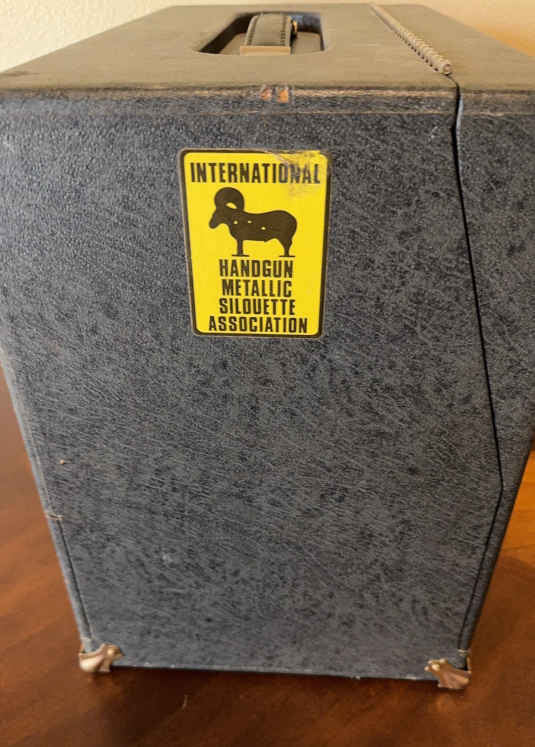 INTERNATIONAL
HANDGUN
METALLIC
SILOUETTE
ASSOCIATION